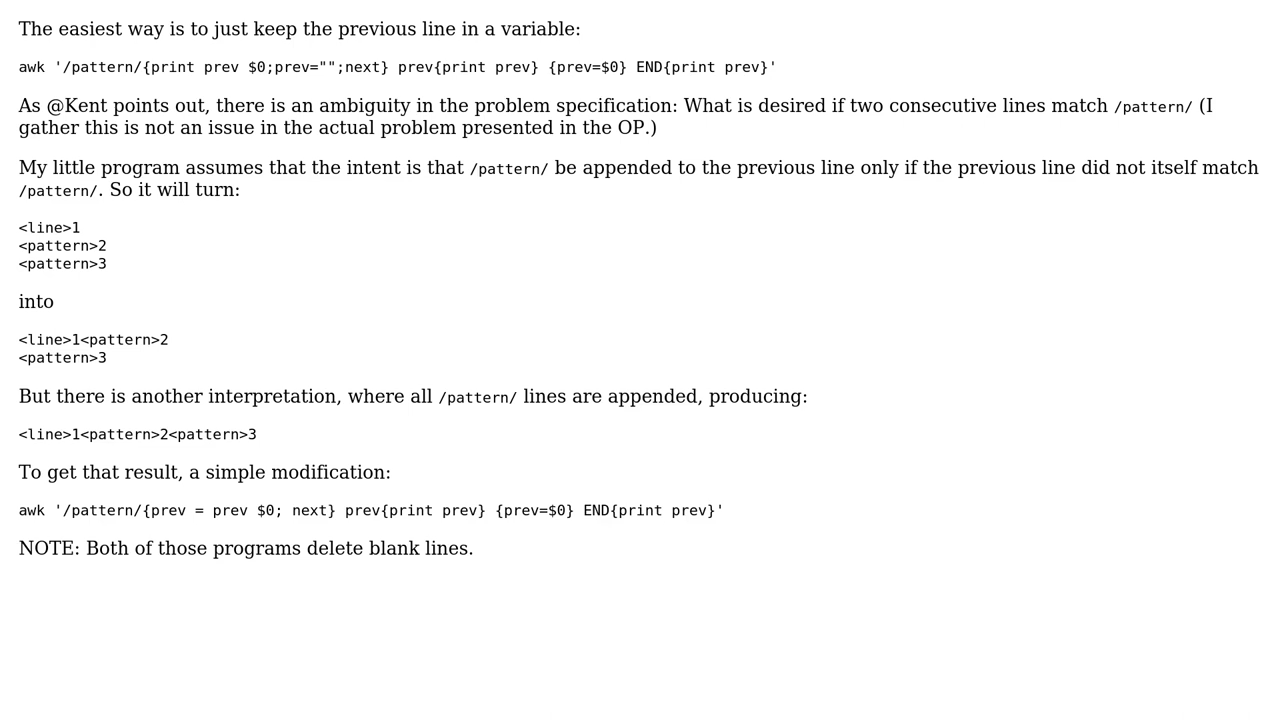 The easiest way is to just keep the previous line in a variable:
awk '/pattern/{print prev $0;prev="";next} prev{print prev} {prev=$0} END{print prev}'
As @Kent points out, there is an ambiguity in the problem specification: What is desired if two consecutive lines match /pattern/ (I
gather this is not an issue in the actual problem presented in the OP.)
My little program assumes that the intent is that /pattern/ be appended to the previous line only if the previous line did not itself match
/pattern/. So it will turn:
<line>1
<pattern>2
<pattern>3
into
<line>1<pattern>2
<pattern>3
But there is another interpretation, where all /pattern/ lines are appended, producing:
<line>1<pattern>2<pattern>3
To get that result, a simple modification:
awk '/pattern/{prev = prev $0; next} prev{print prev} {prev=$0} END{print prev}'
NOTE: Both of those programs delete blank lines.